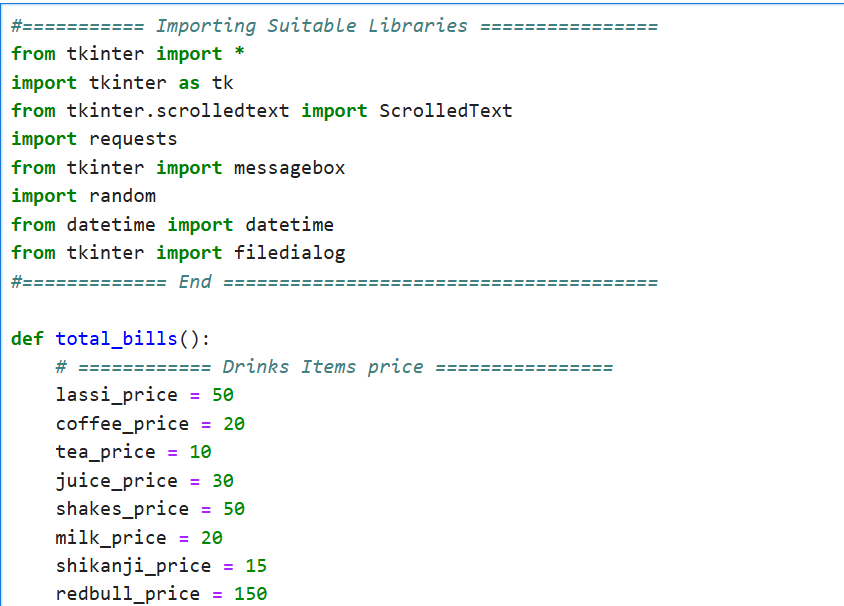 #=========== Importing Suitable Libraries ================
from tkinter import *
import tkinter as tk
from tkinter.scrolledtext import ScrolledText
import requests
from tkinter import messagebox
import random
from datetime import datetime
from tkinter import filedialog
#============= End =======================================
def total_bills():
    # ============ Drinks Items price ================
    lassi_price = 50
    coffee_price = 20
    tea_price = 10
    juice_price = 30
    shakes_price = 50
    milk_price = 20
    shikanji_price = 15
    redbull_price = 150